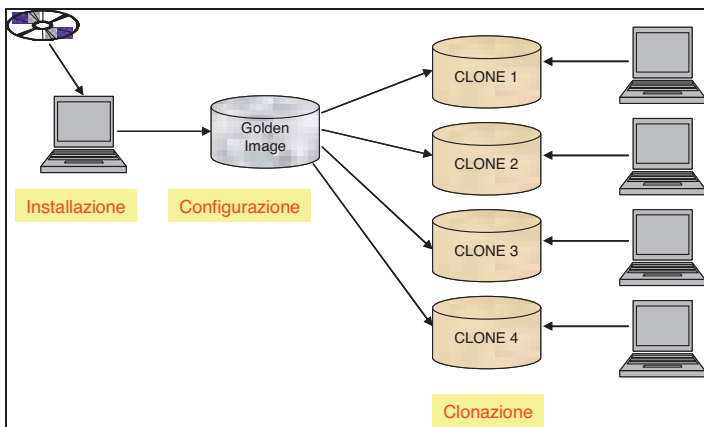 CLONE 1
Golden
Image
CLONE 2
Installazione
Configurazione
CLONE 3
CLONE 4
Clonazione